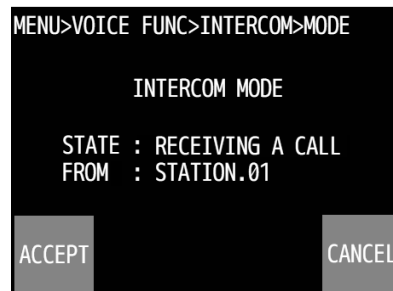 MENU>VOICE FUNC>INTERCOM>MODE
INTERCOM MODE
STATE : RECEIVING A CALL
FROM : STATION.01
ACCEPT CANCEL